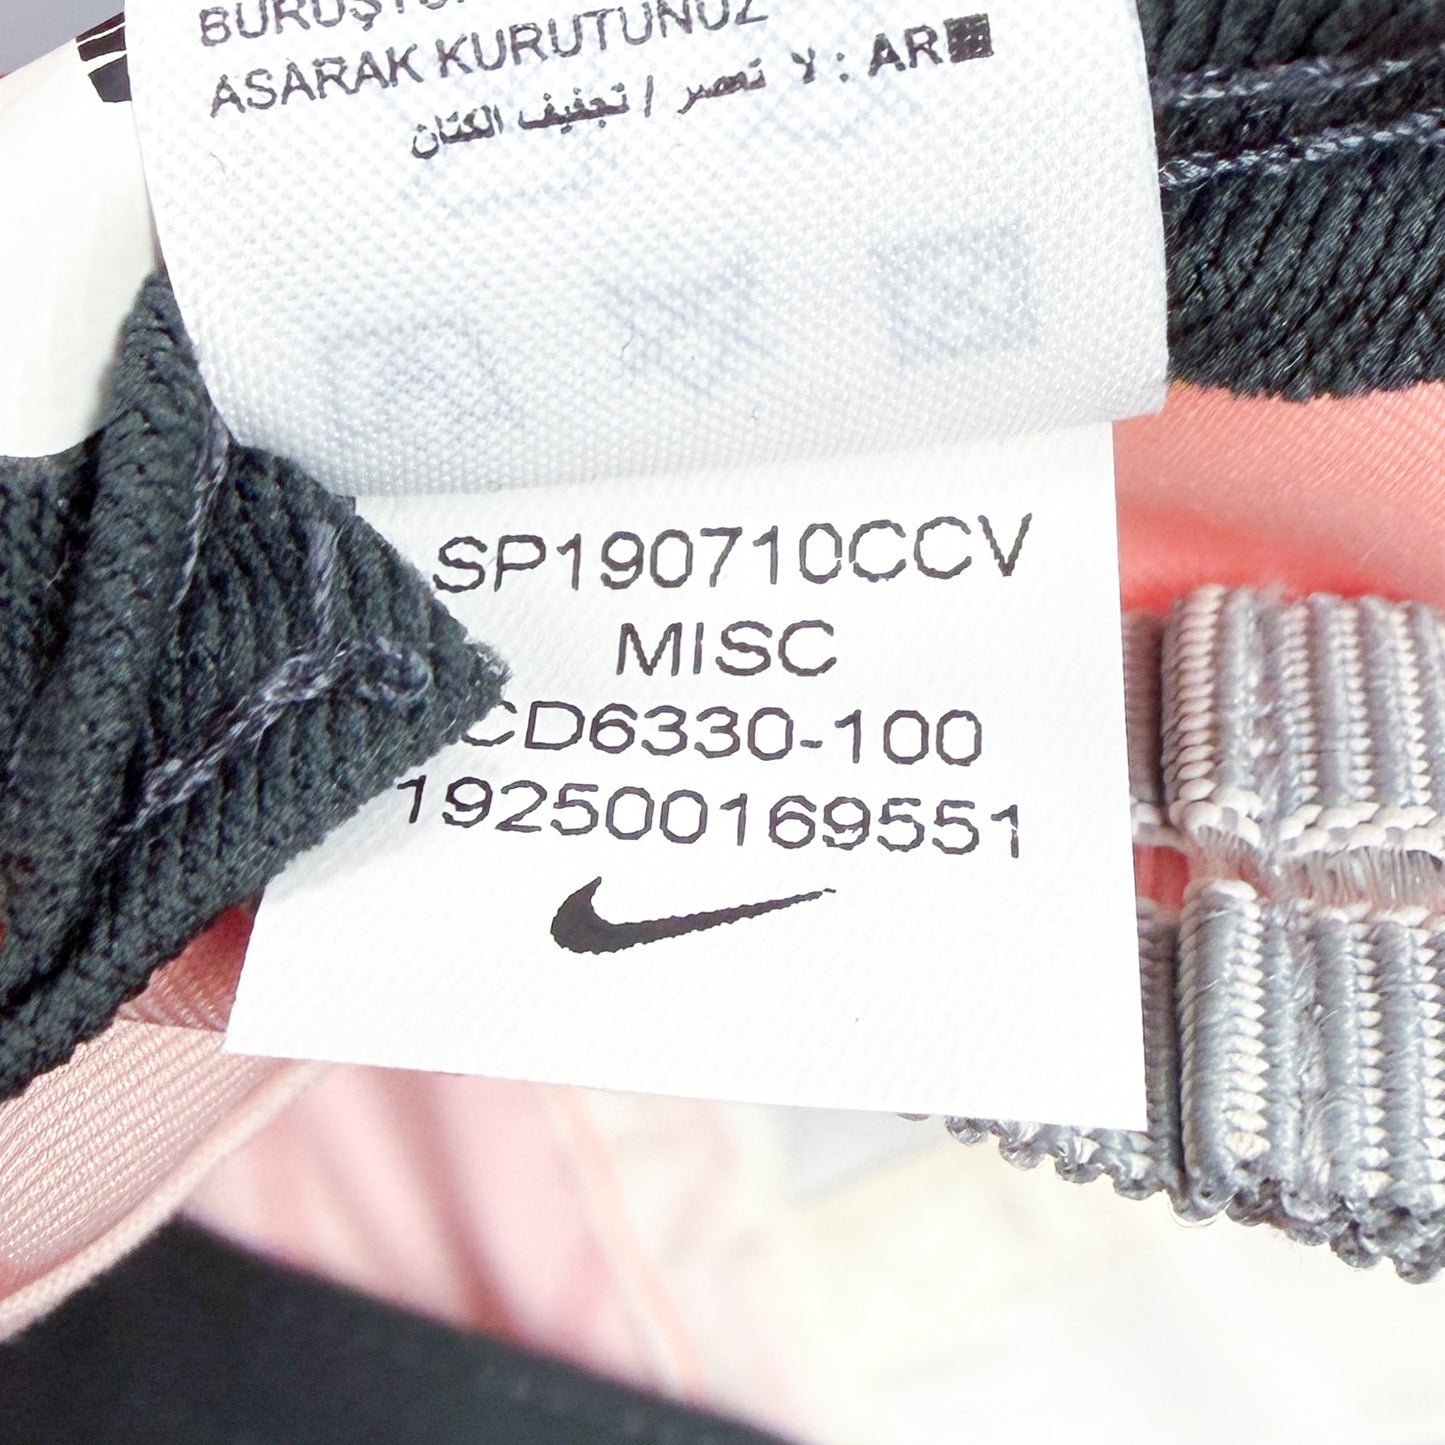 ASARAK KURUTUNUZ
AR: لا تعصر / تجفيف الكتان
SP190710CCV
MISC
CD6330-100
192500169551